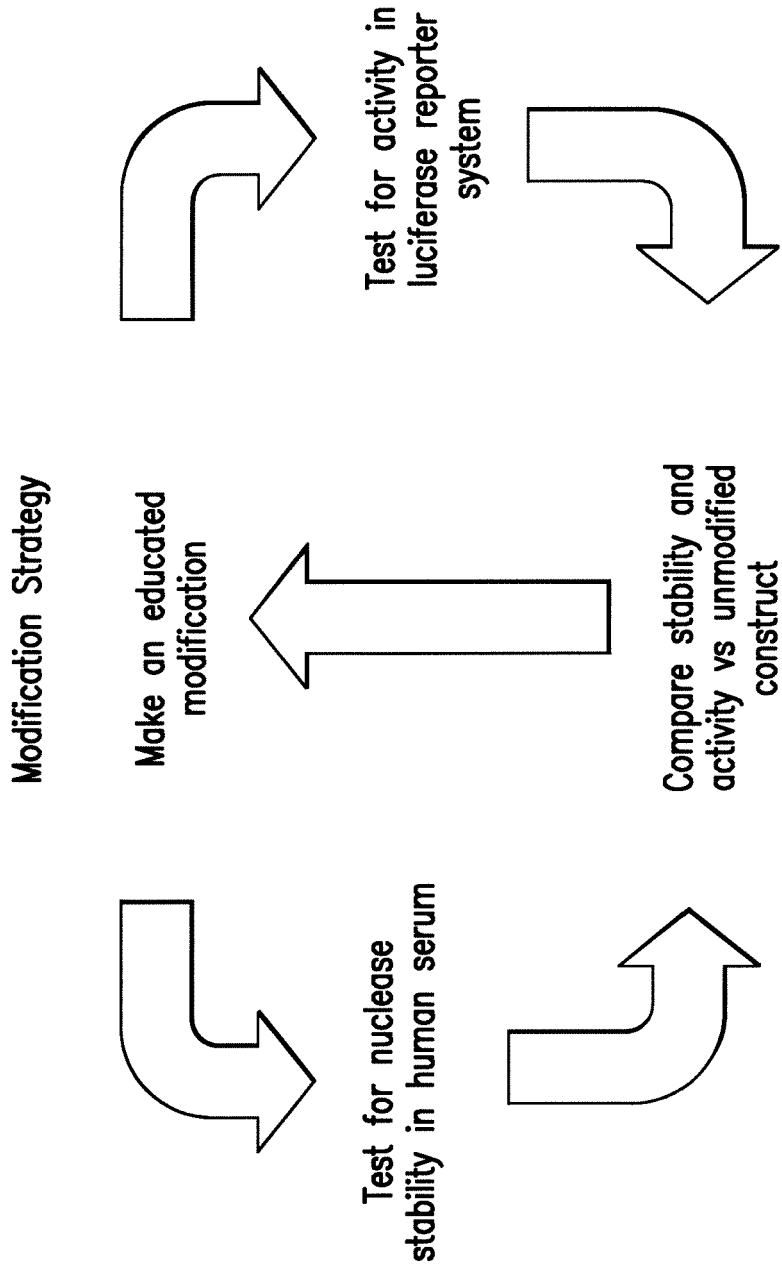 Modification Strategy
Make an educated
modification
Test for nuclease
stability in human serum
Test for activity in
luciferase reporter
system
Compare stability and
activity vs unmodified
construct